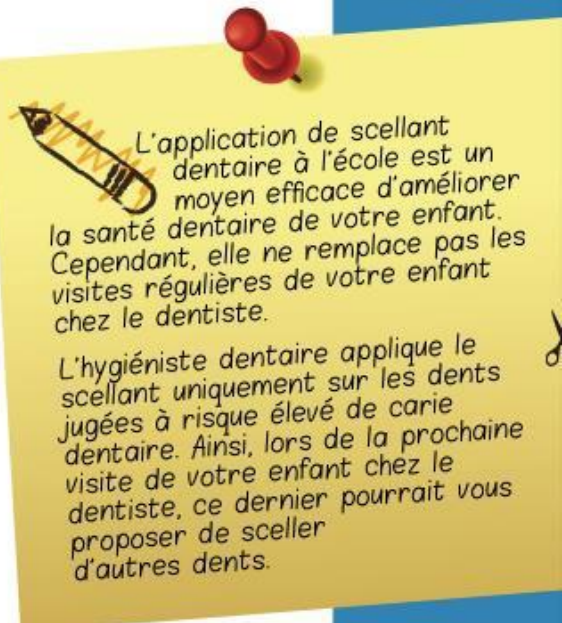 L'application de scellant
dentaire à l'école est un
moyen efficace d'améliorer
la santé dentaire de votre enfant.
Cependant, elle ne remplace pas les
visites régulières de votre enfant
chez le dentiste.
L'hygiéniste dentaire applique le
scellant uniquement sur les dents
jugées à risque élevé de carie
dentaire. Ainsi, lors de la prochaine
visite de votre enfant chez le
dentiste, ce dernier pourrait vous
proposer de sceller
d'autres dents.